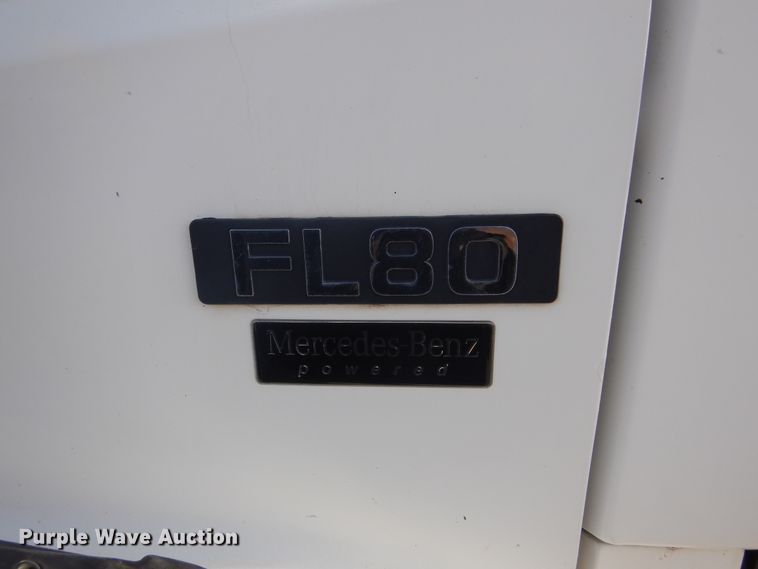 FL80
Mercedes-Benz
powered
Purple Wave Auction